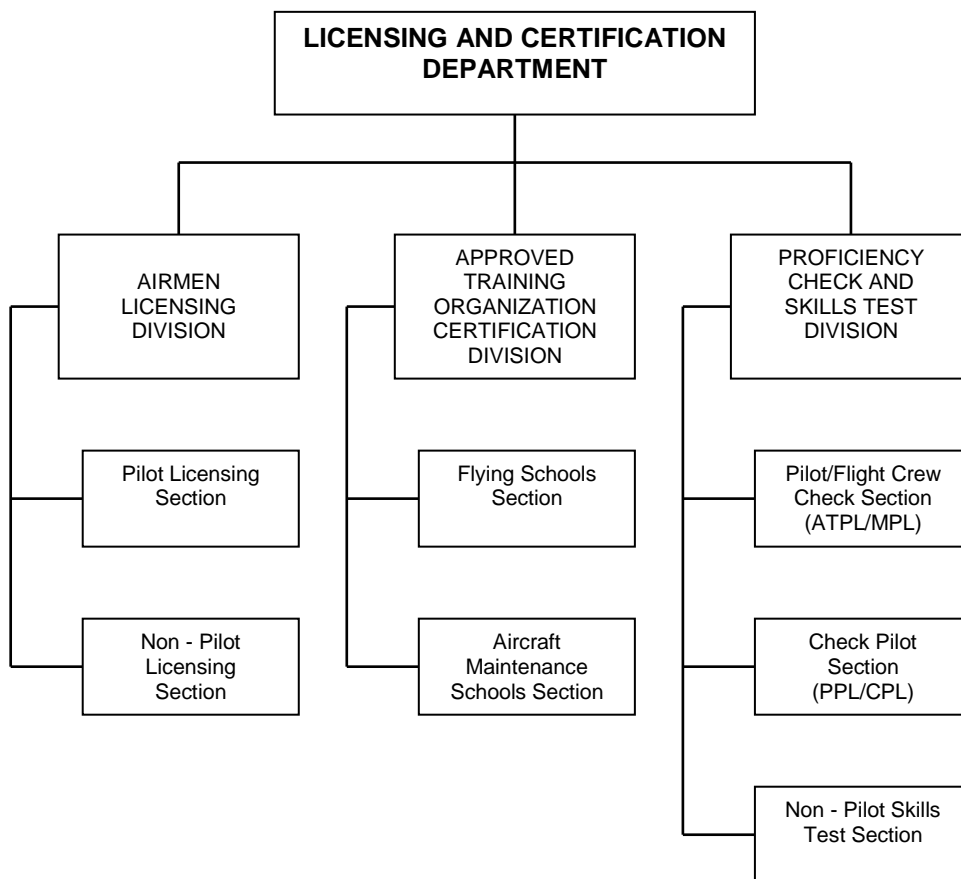 LICENSING AND CERTIFICATION
DEPARTMENT
AIRMEN
LICENSING
DIVISION
APPROVED
TRAINING
ORGANIZATION
CERTIFICATION
DIVISION
PROFICIENCY
CHECK AND
SKILLS TEST
DIVISION
Pilot Licensing
Section
Flying Schools
Section
Pilot/Flight Crew
Check Section
(ATPL/MPL)
Non - Pilot
Licensing
Section
Aircraft
Maintenance
Schools Section
Check Pilot
Section
(PPL/CPL)
Non - Pilot Skills
Test Section